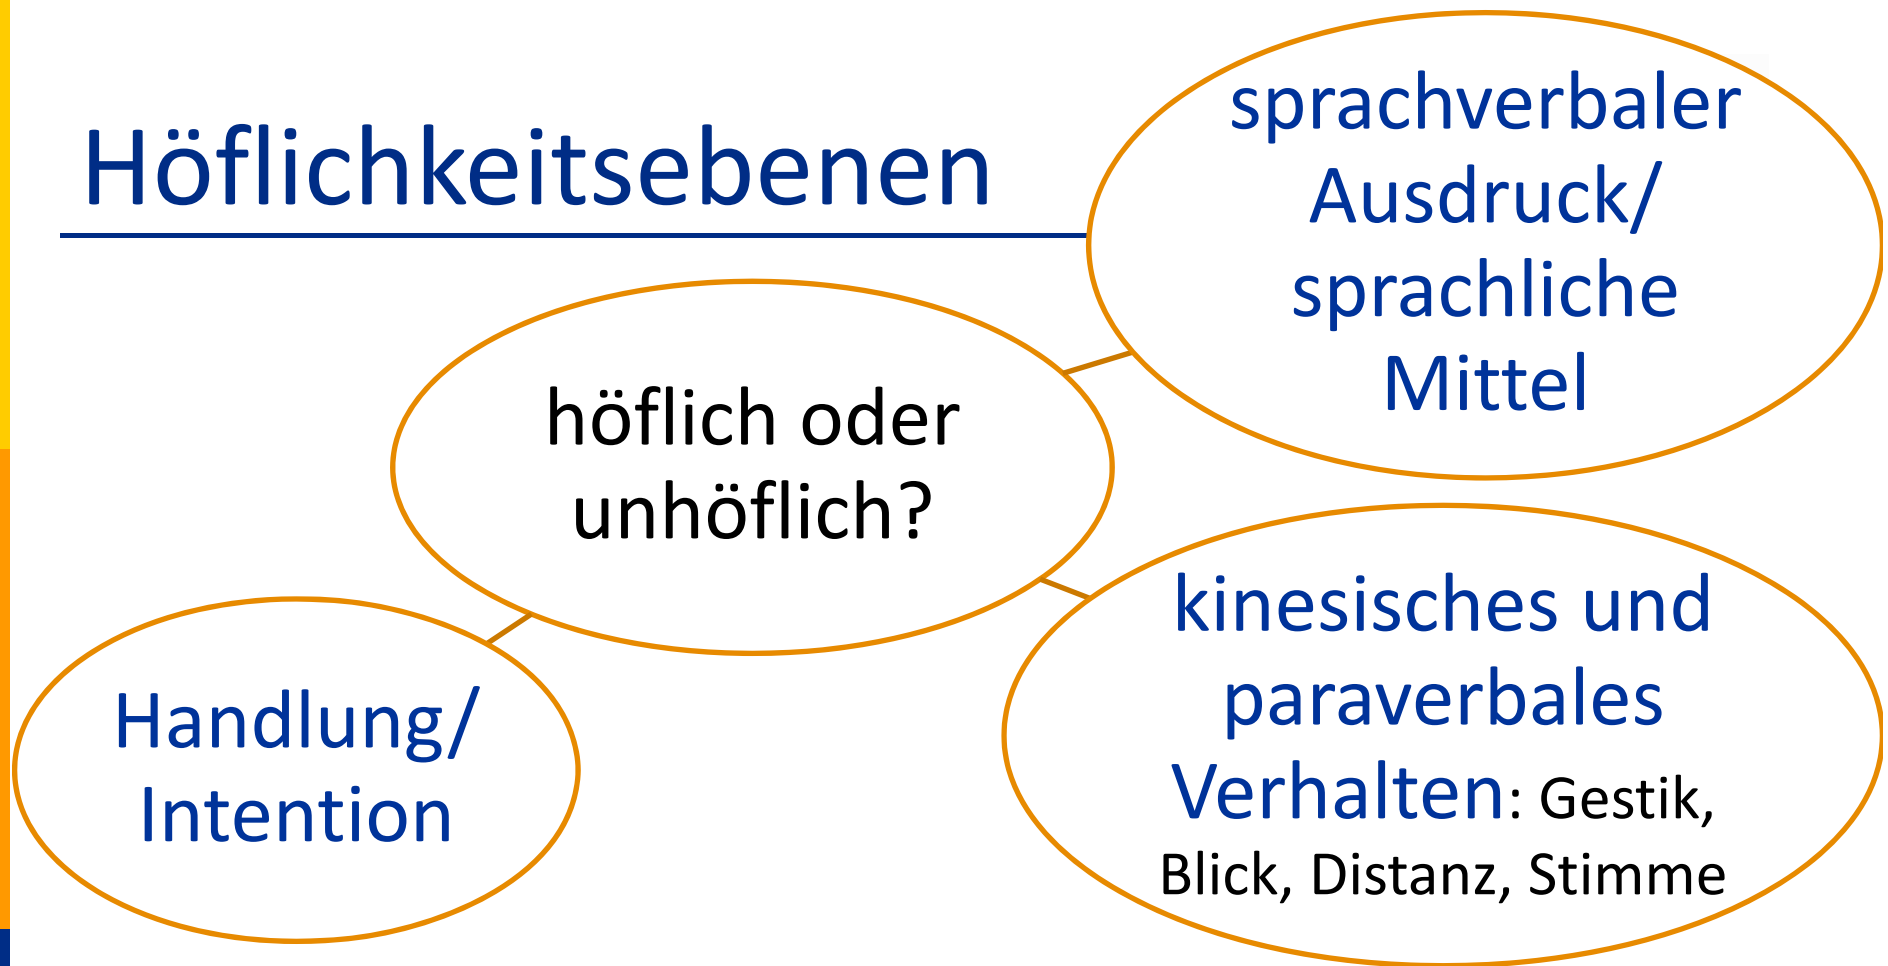 Höflichkeitsebenen
sprachverbaler
Ausdruck/
sprachliche
Mittel
höflich oder
unhöflich?
kinesisches und
paraverbales
Verhalten: Gestik,
Blick, Distanz, Stimme
Handlung/
Intention